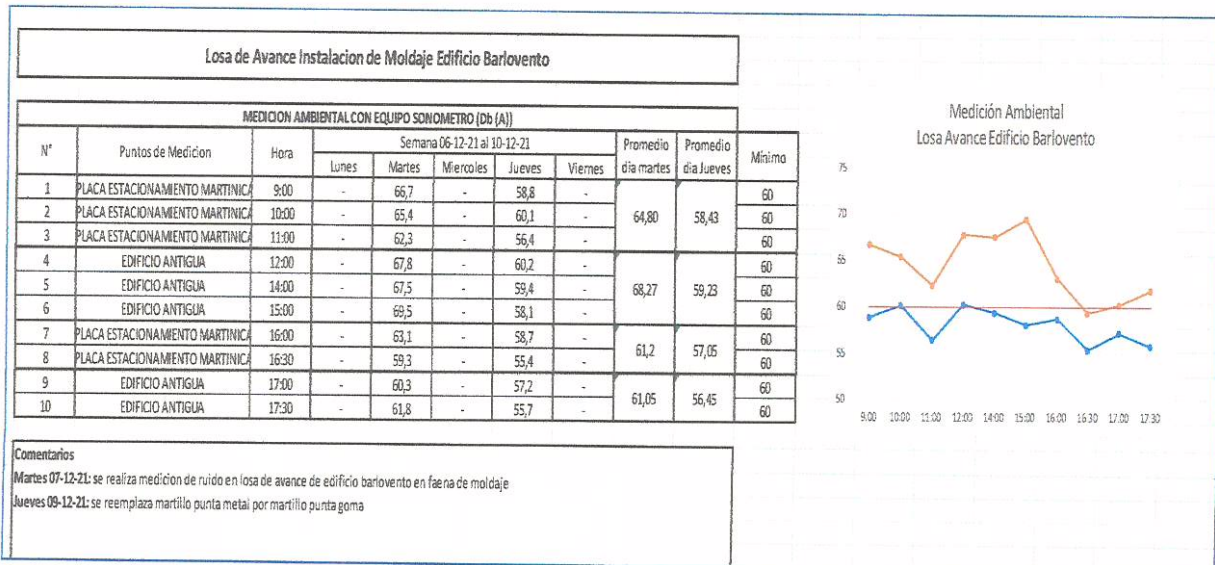 Losa de Avance Instalacion de Moldaje Edificio Barlovento
MEDICION AMBIENTAL CON EQUIPO SONOMETRO (Db (A))
N° Puntos de Medicion Hora Semana 06-12-21 al 10-12-21 Promedio dia martes Promedio dia Jueves Minimo
Lunes Martes Miercoles Jueves Viernes
1 PLACA ESTACIONAMIENTO MARTINICA 9:00 - 66,7 - 58,8 - 64,80 58,43 60
2 PLACA ESTACIONAMIENTO MARTINICA 10:00 - 65,4 - 60,1 - 60
3 PLACA ESTACIONAMIENTO MARTINICA 11:00 - 62,3 - 56,4 - 60
4 EDIFICIO ANTIGUA 12:00 - 67,8 - 60,2 - 68,27 59,23 60
5 EDIFICIO ANTIGUA 14:00 - 67,5 - 59,4 - 60
6 EDIFICIO ANTIGUA 15:00 - 69,5 - 58,1 - 60
7 PLACA ESTACIONAMIENTO MARTINICA 16:00 - 63,1 - 58,7 - 61,2 57,05 60
8 PLACA ESTACIONAMIENTO MARTINICA 16:30 - 59,3 - 55,4 - 60
9 EDIFICIO ANTIGUA 17:00 - 60,3 - 57,2 - 61,05 56,45 60
10 EDIFICIO ANTIGUA 17:30 - 61,8 - 55,7 - 60
Comentarios
Martes 07-12-21: se realiza medicion de ruido en losa de avance de edificio barlovento en faena de moldaje
Jueves 09-12-21: se reemplaza martillo punta metal por martillo punta goma
Medición Ambiental
Losa Avance Edificio Barlovento
75
70
65
60
55
50
9:00 10:00 11:00 12:00 14:00 15:00 16:00 16:30 17:00 17:30